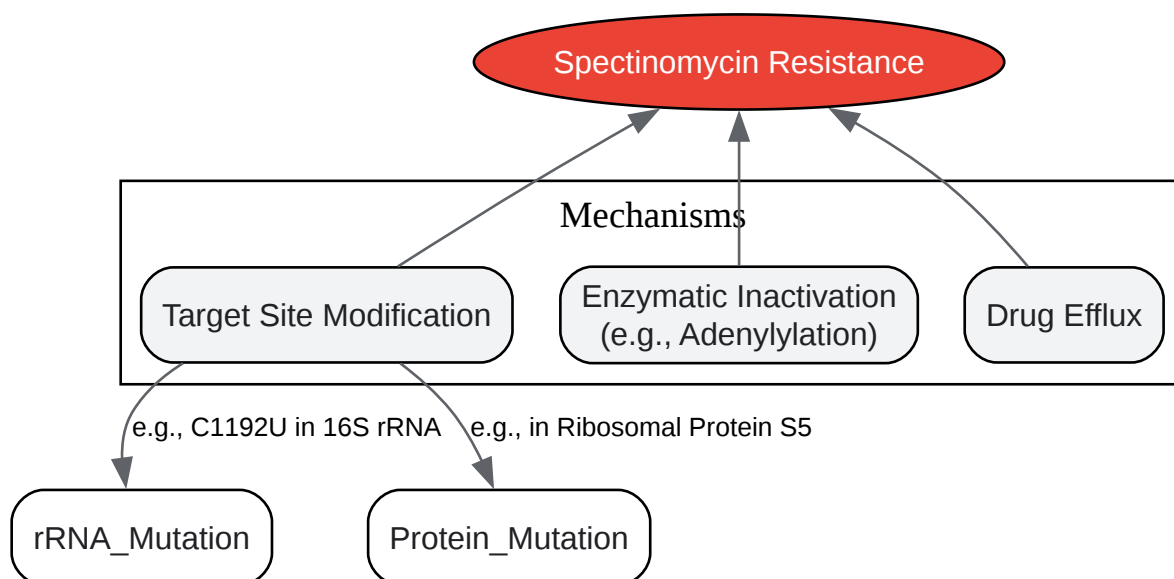 Spectinomycin Resistance
Mechanisms
Target Site Modification
Enzymatic Inactivation
(e.g., Adenylylation)
Drug Efflux
e.g., C1192U in 16S rRNA
e.g., in Ribosomal Protein S5
rRNA_Mutation
Protein_Mutation